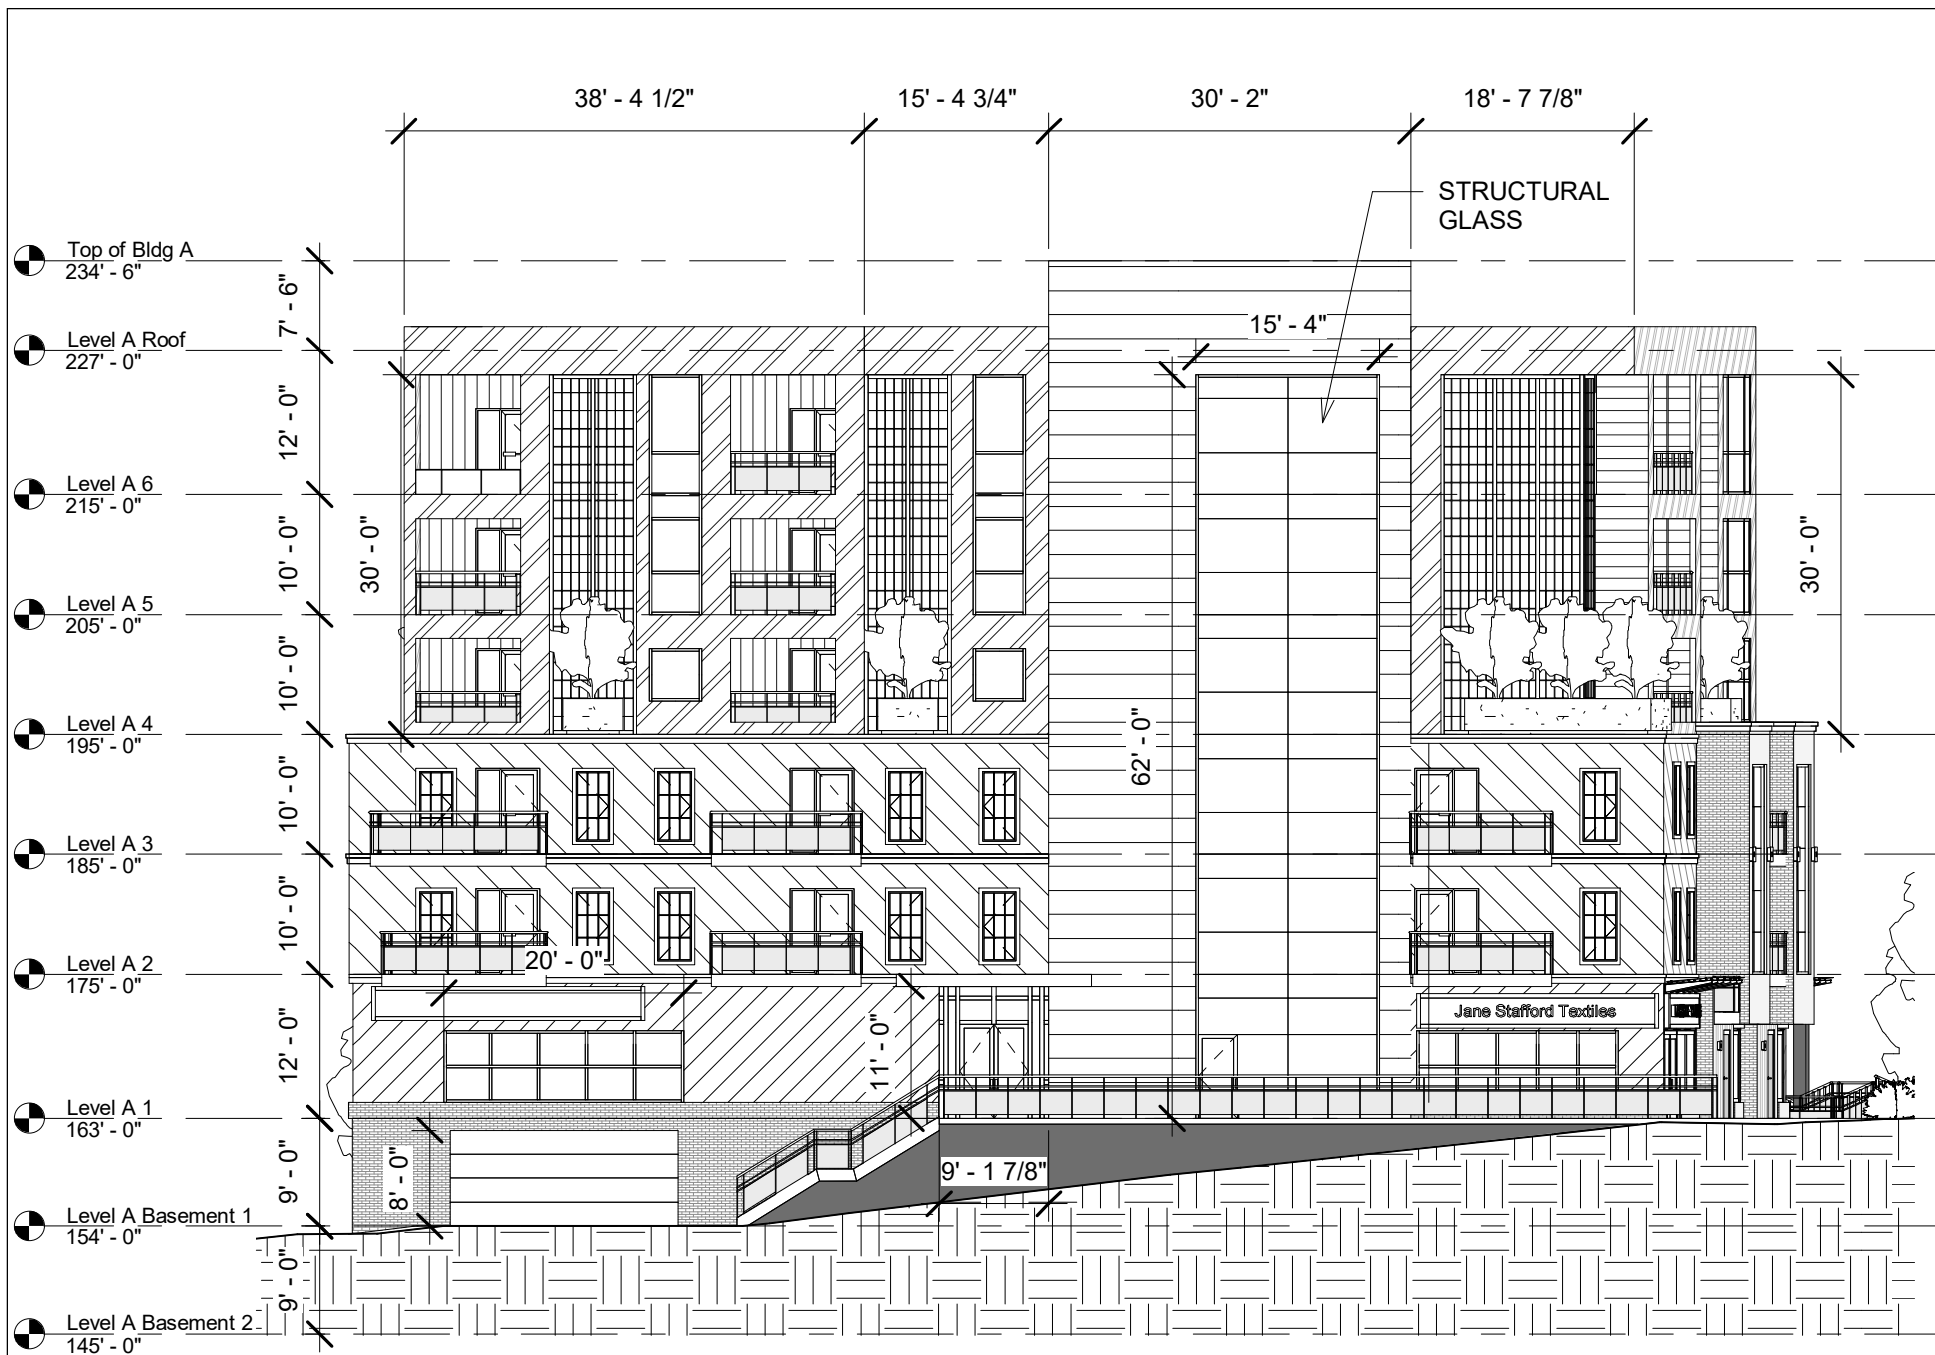 38' - 4 1/2"
15' - 4 3/4"
30' - 2"
18' - 7 7/8"
STRUCTURAL
GLASS
Top of Bldg A
234' - 6"
7' - 6"
15' - 4"
Level A Roof
227' - 0"
12' - 0"
Level A 6
215' - 0"
10' - 0"
30' - 0"
30' - 0"
Level A 5
205' - 0"
10' - 0"
Level A 4
195' - 0"
62' - 0"
10' - 0"
Level A 3
185' - 0"
10' - 0"
20' - 0"
Level A 2
175' - 0"
Jane Stafford Textiles
12' - 0"
11' - 0"
Level A 1
163' - 0"
9' - 0"
8' - 0"
9' - 1 7/8"
Level A Basement 1
154' - 0"
9' - 0"
Level A Basement 2
145' - 0"